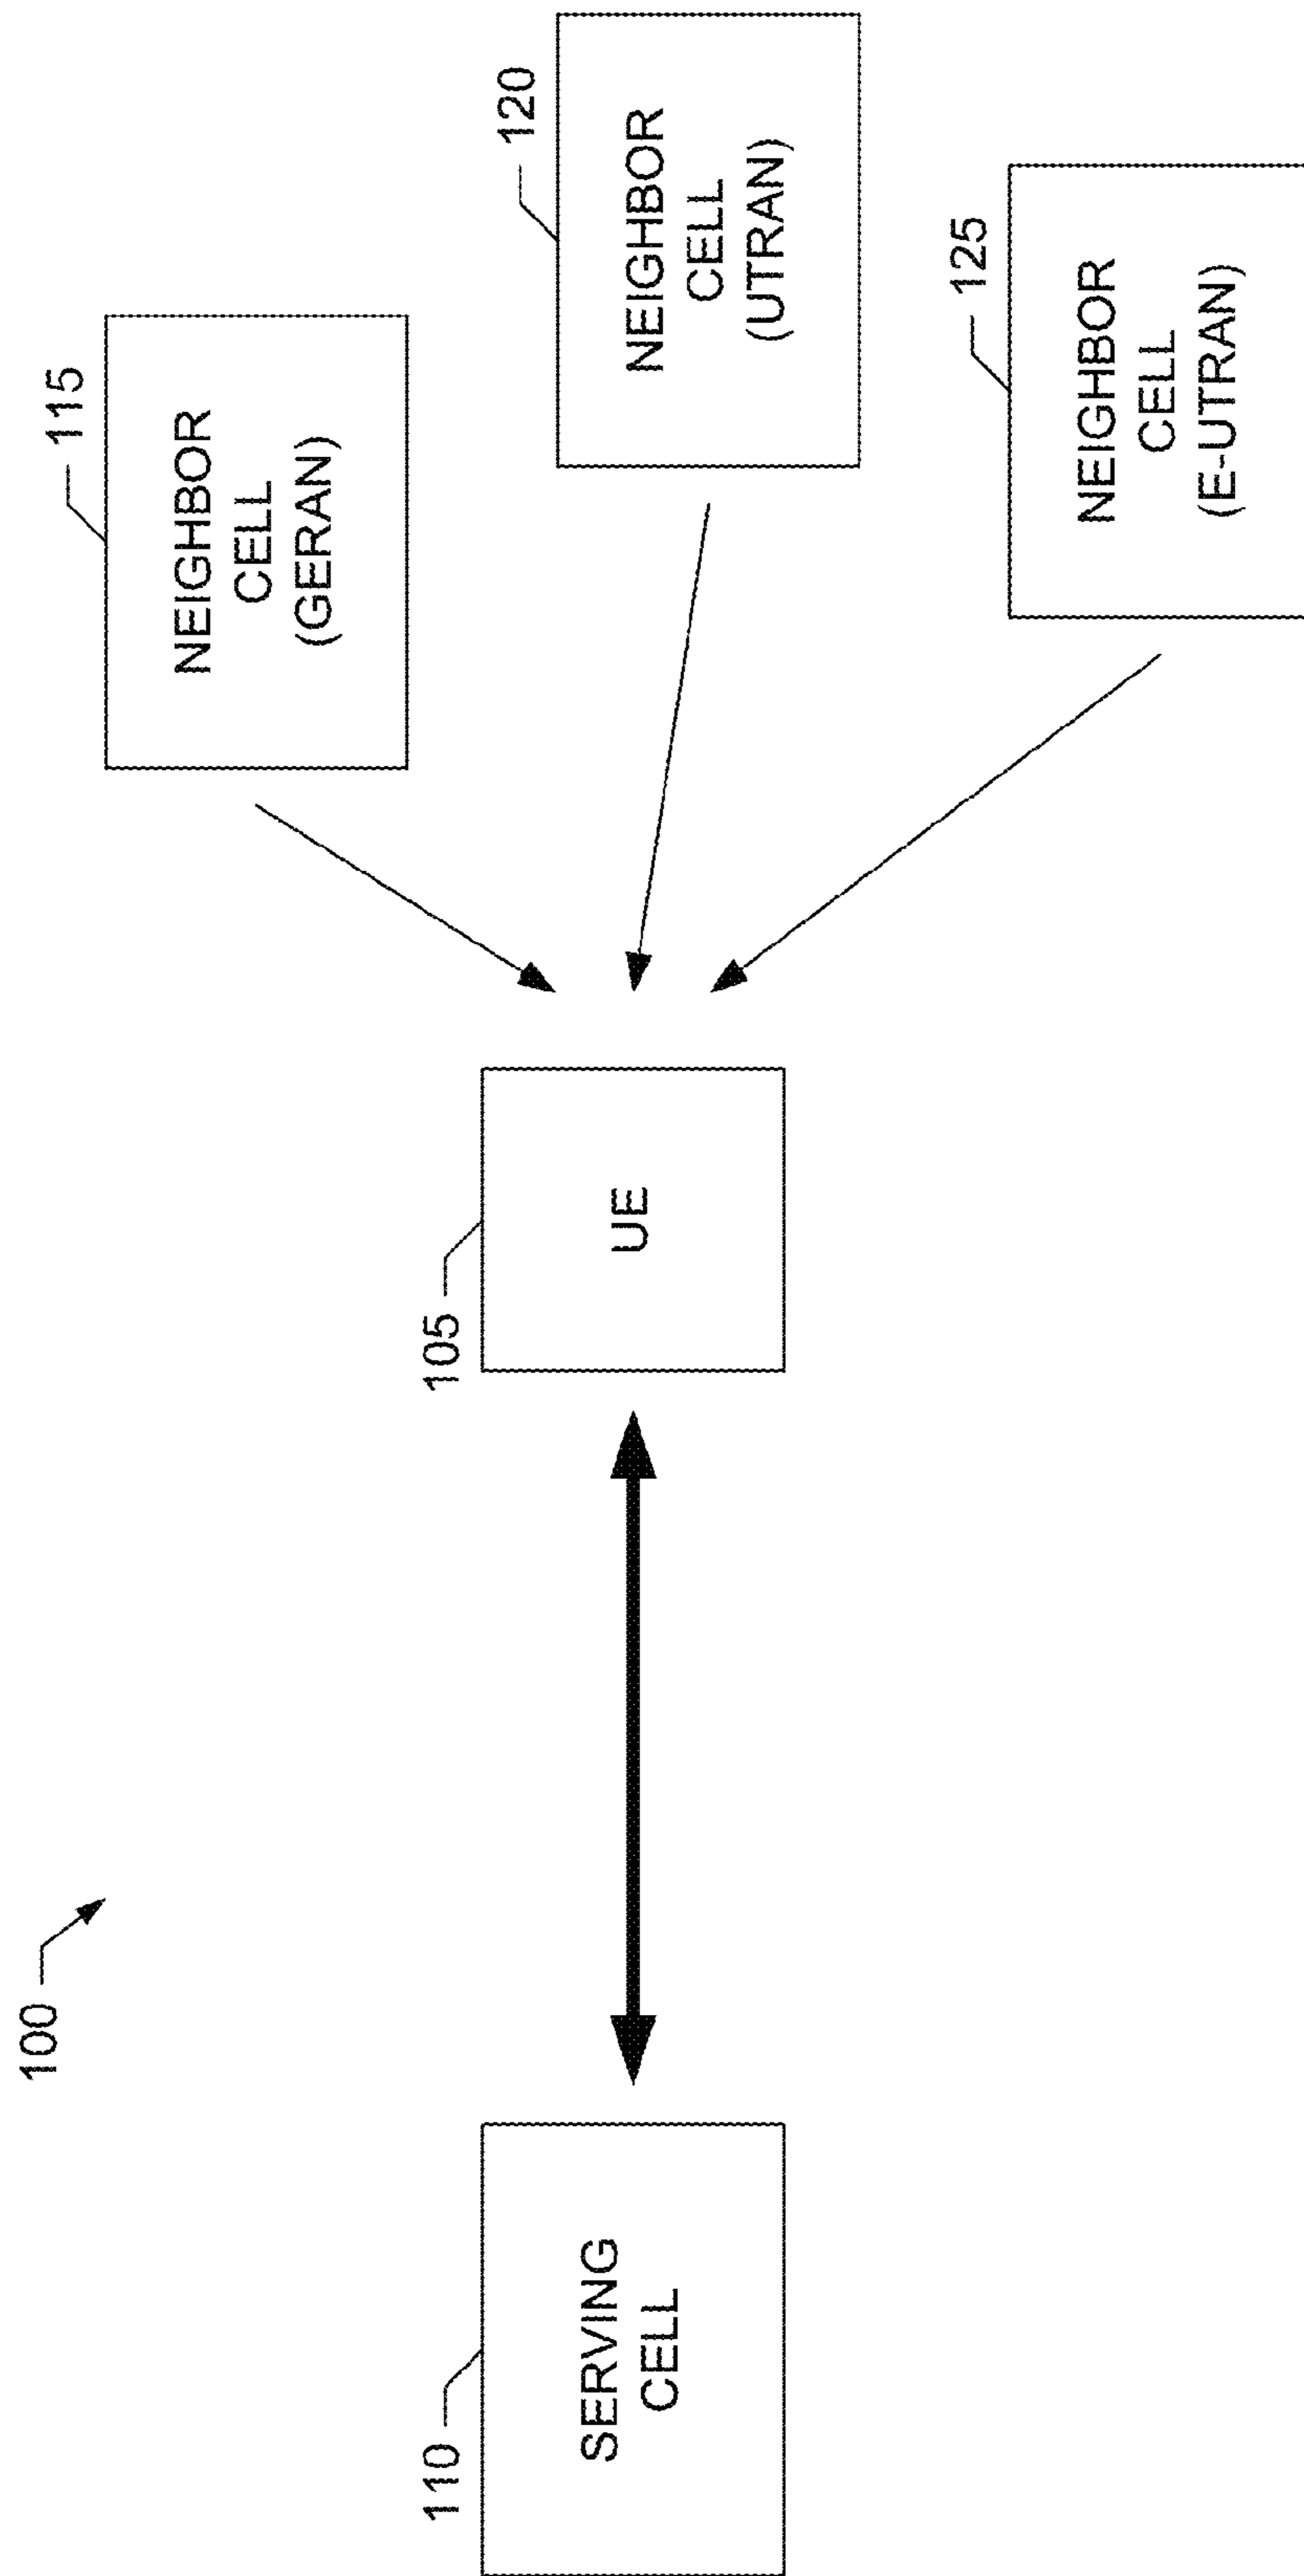 100
110
SERVING
CELL
105
UE
115
NEIGHBOR
CELL
(GERAN)
120
NEIGHBOR
CELL
(UTRAN)
125
NEIGHBOR
CELL
(E-UTRAN)